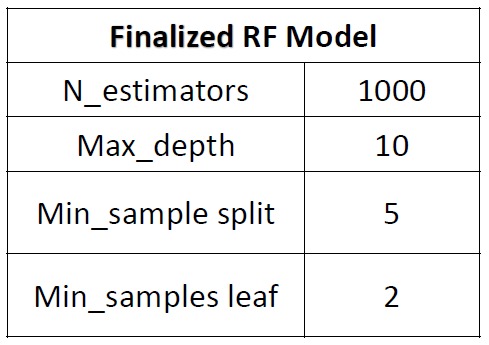 Finalized RF Model
N_estimators 1000
Max_depth 10
Min_sample split 5
Min_samples leaf 2